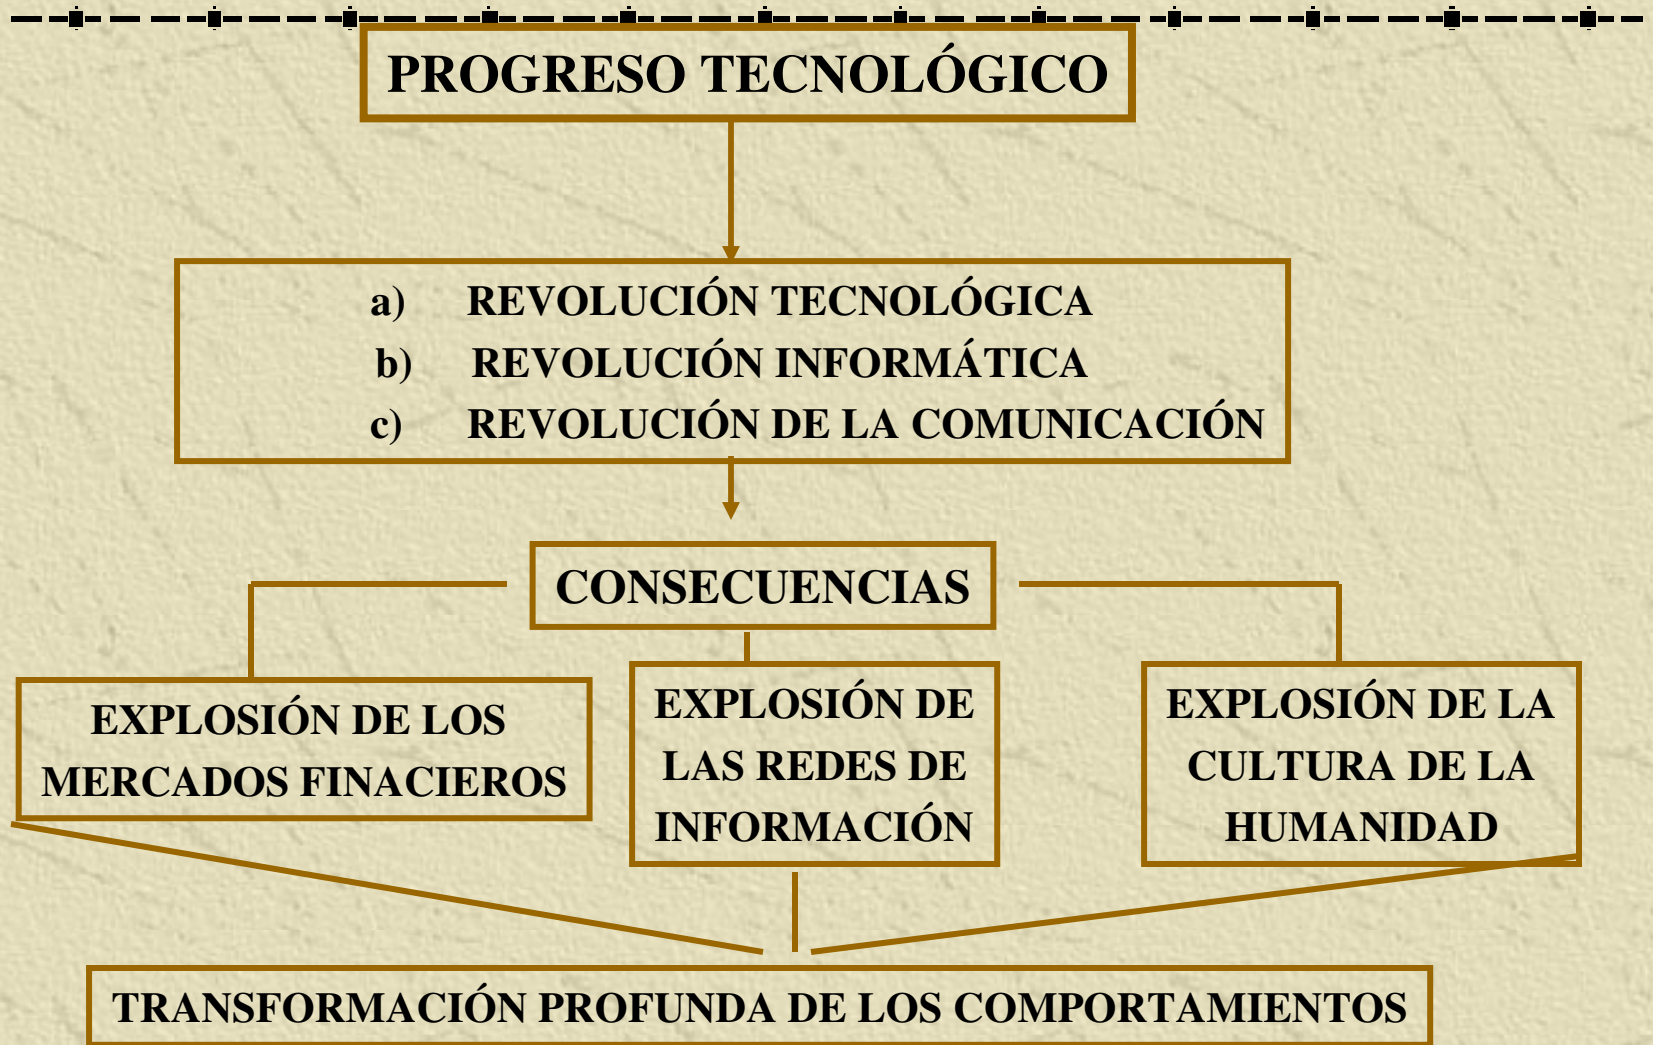 PROGRESO TECNOLÓGICO
a) REVOLUCIÓN TECNOLÓGICA
b) REVOLUCIÓN INFORMÁTICA
c) REVOLUCIÓN DE LA COMUNICACIÓN
CONSECUENCIAS
EXPLOSIÓN DE LOS
MERCADOS FINACIEROS
EXPLOSIÓN DE
LAS REDES DE
INFORMACIÓN
EXPLOSIÓN DE LA
CULTURA DE LA
HUMANIDAD
TRANSFORMACIÓN PROFUNDA DE LOS COMPORTAMIENTOS